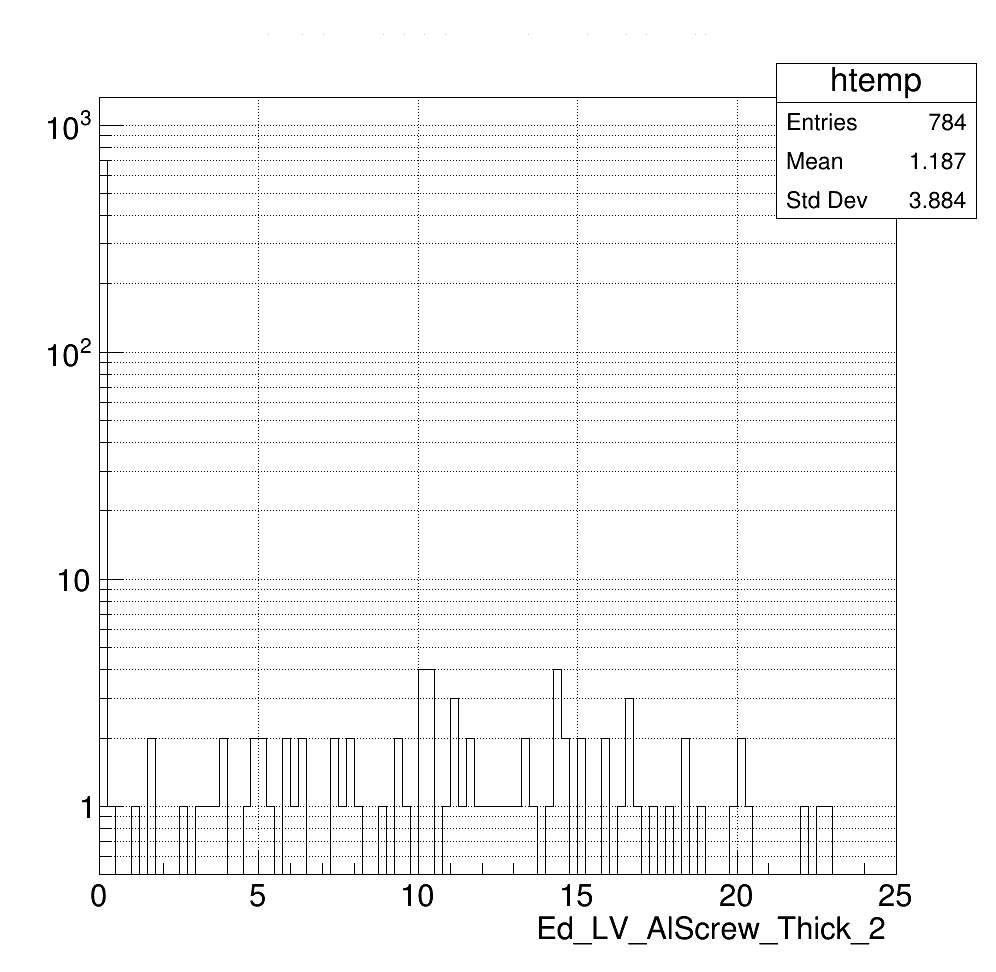 htemp
Entries 784
Mean 1.187
Std Dev 3.884
10³
10²
10
1
0 5 10 15 20 25
Ed_LV_AlScrew_Thick_2